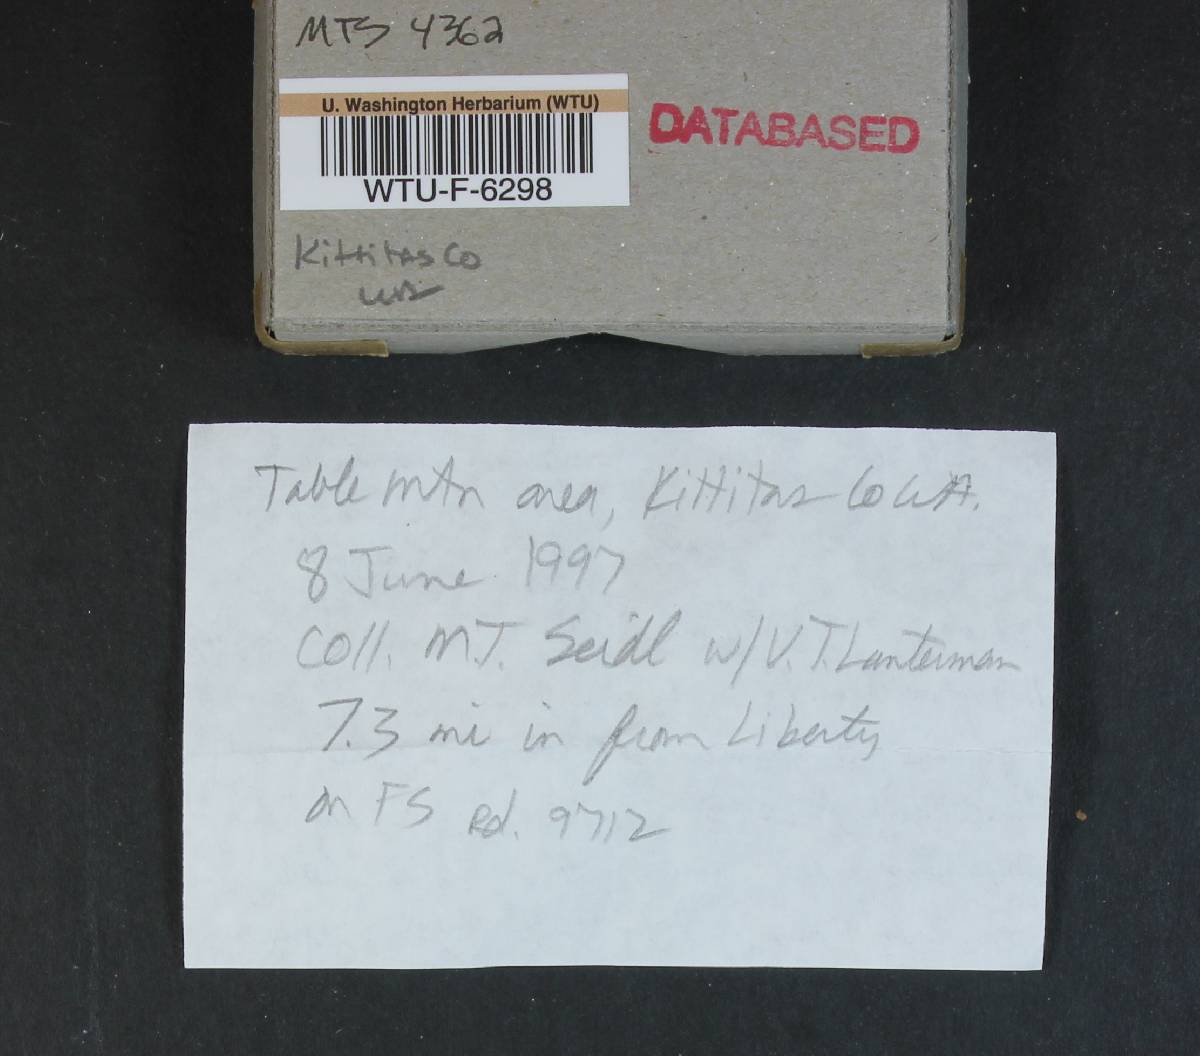 MTS 4362
U. Washington Herbarium (WTU)
DATABASED
WTU-F-6298
Kittitas Co
Table Mtn area, Kittitas Co WA.
8 June 1997
Coll. M.T. Seidl w/ V.T. Lanterman
7.3 mi in from Liberty
on FS Rd. 9712